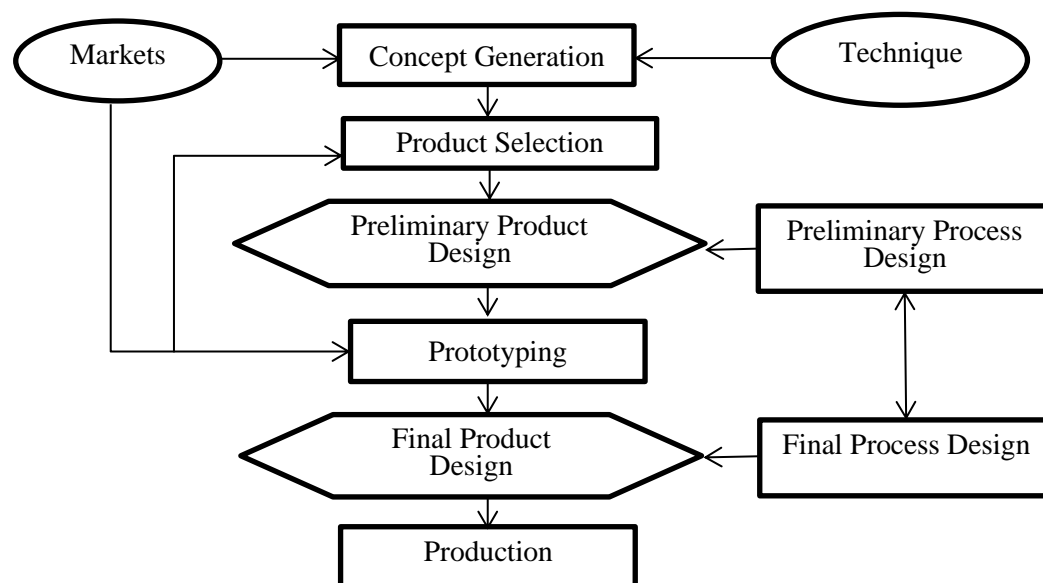 Markets
Concept Generation
Technique
Product Selection
Preliminary Product
Design
Preliminary Process
Design
Prototyping
Final Product
Design
Final Process Design
Production